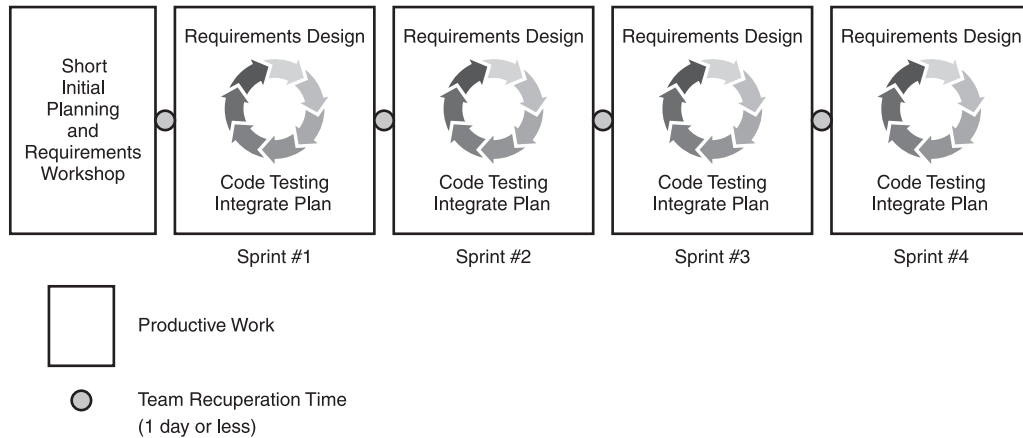 Short
Initial
Planning
and
Requirements
Workshop
Requirements Design
Code Testing
Integrate Plan
Sprint #1
Requirements Design
Code Testing
Integrate Plan
Sprint #2
Requirements Design
Code Testing
Integrate Plan
Sprint #3
Requirements Design
Code Testing
Integrate Plan
Sprint #4
Productive Work
Team Recuperation Time
(1 day or less)